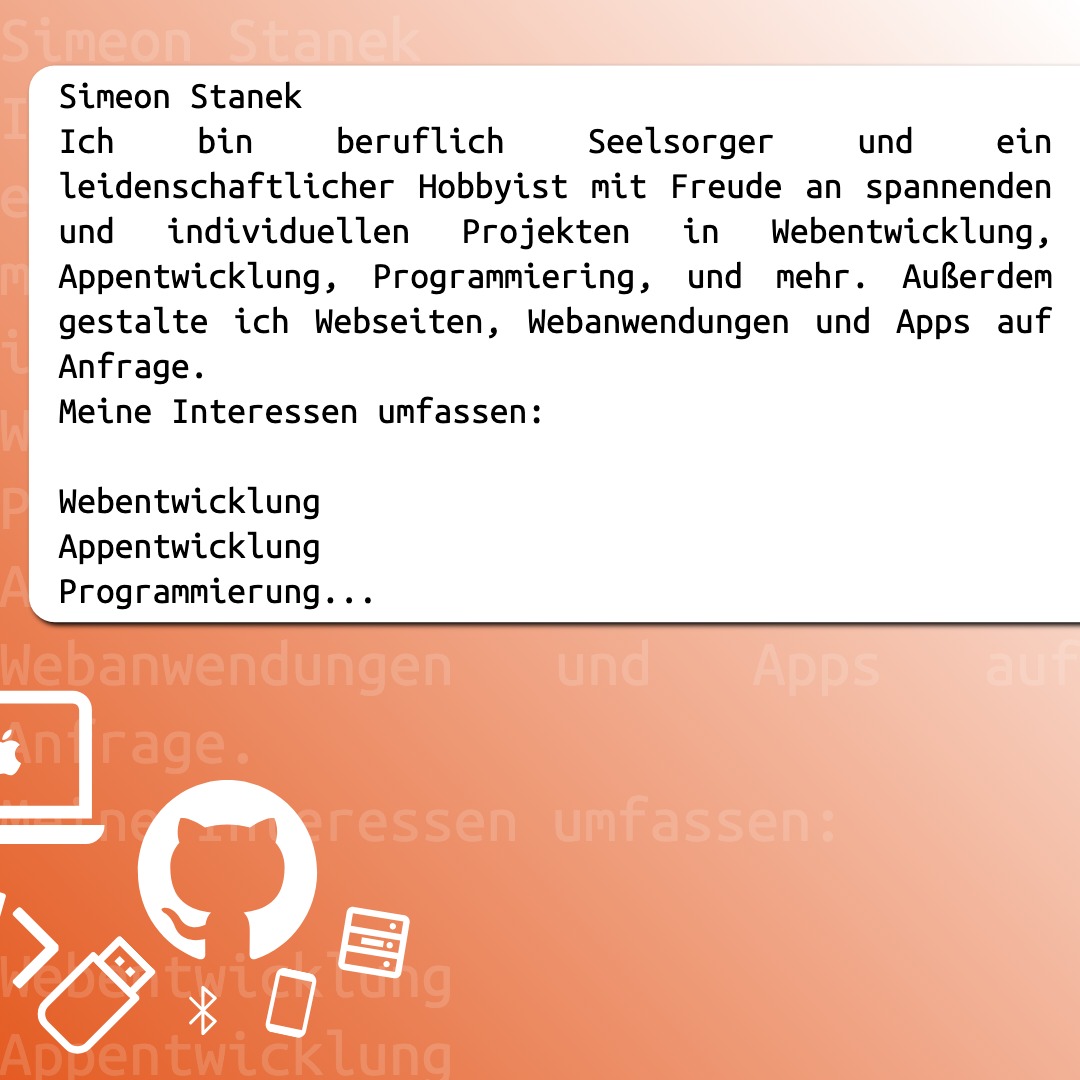 Simeon Stanek
Simeon Stanek
Ich bin beruflich Seelsorger und ein
leidenschaftlicher Hobbyist mit Freude an spannenden
und individuellen Projekten in Webentwicklung,
Appentwicklung, Programmiering, und mehr. Außerdem
gestalte ich Webseiten, Webanwendungen und Apps auf
Anfrage.
Meine Interessen umfassen:
Webentwicklung
Appentwicklung
Programmierung...
Webanwendungen und Apps auf
Anfrage.
Meine Interessen umfassen:
Webentwicklung
Appentwicklung